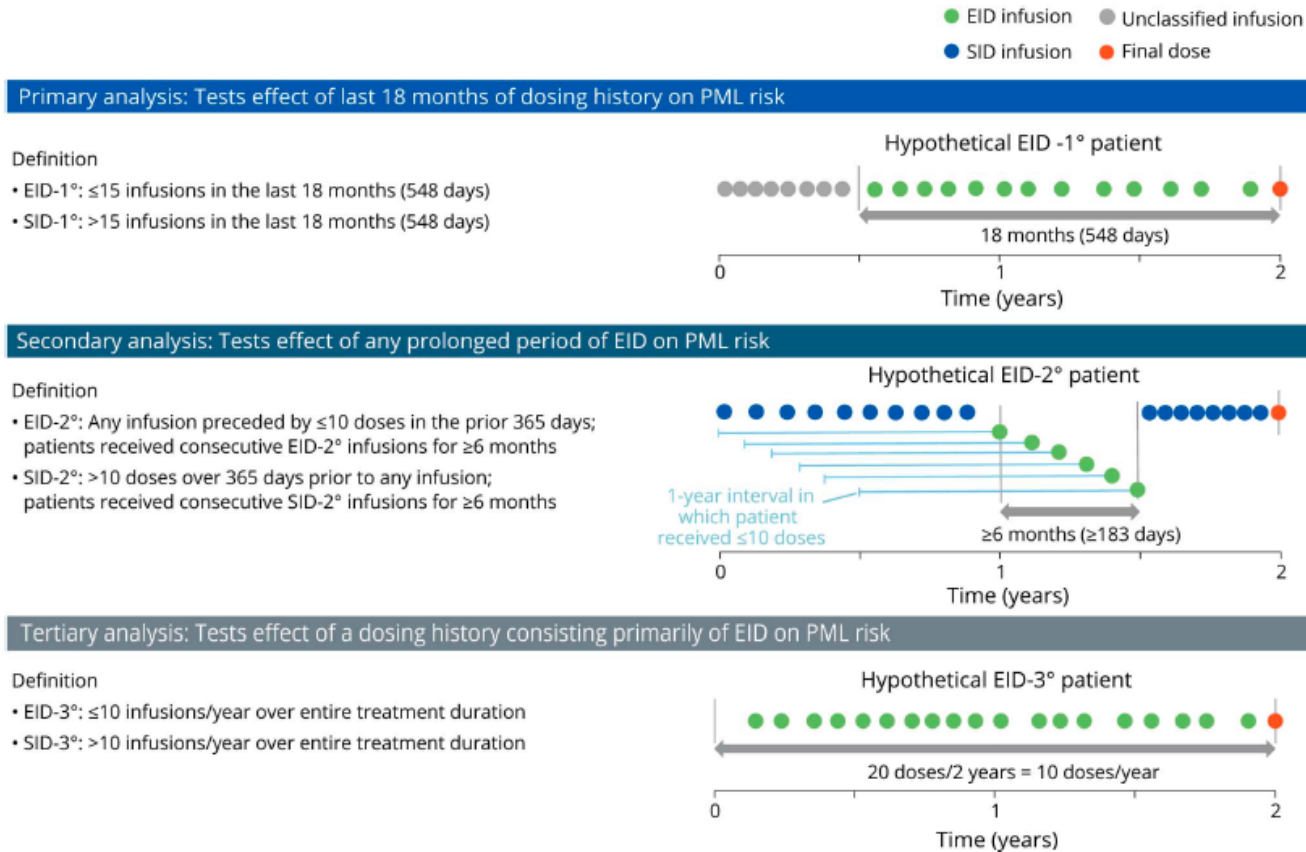 EID infusion
Unclassified infusion
SID infusion
Final dose
Primary analysis: Tests effect of last 18 months of dosing history on PML risk
Definition
• EID-1°: ≤15 infusions in the last 18 months (548 days)
• SID-1°: >15 infusions in the last 18 months (548 days)
Hypothetical EID -1° patient
18 months (548 days)
0
1
2
Time (years)
Secondary analysis: Tests effect of any prolonged period of EID on PML risk
Definition
• EID-2°: Any infusion preceded by ≤10 doses in the prior 365 days;
patients received consecutive EID-2° infusions for ≥6 months
• SID-2°: >10 doses over 365 days prior to any infusion;
patients received consecutive SID-2° infusions for ≥6 months
Hypothetical EID-2° patient
1-year interval in
which patient
received ≤10 doses
≥6 months (≥183 days)
0
1
2
Time (years)
Tertiary analysis: Tests effect of a dosing history consisting primarily of EID on PML risk
Definition
• EID-3°: ≤10 infusions/year over entire treatment duration
• SID-3°: >10 infusions/year over entire treatment duration
Hypothetical EID-3° patient
20 doses/2 years = 10 doses/year
0
1
2
Time (years)